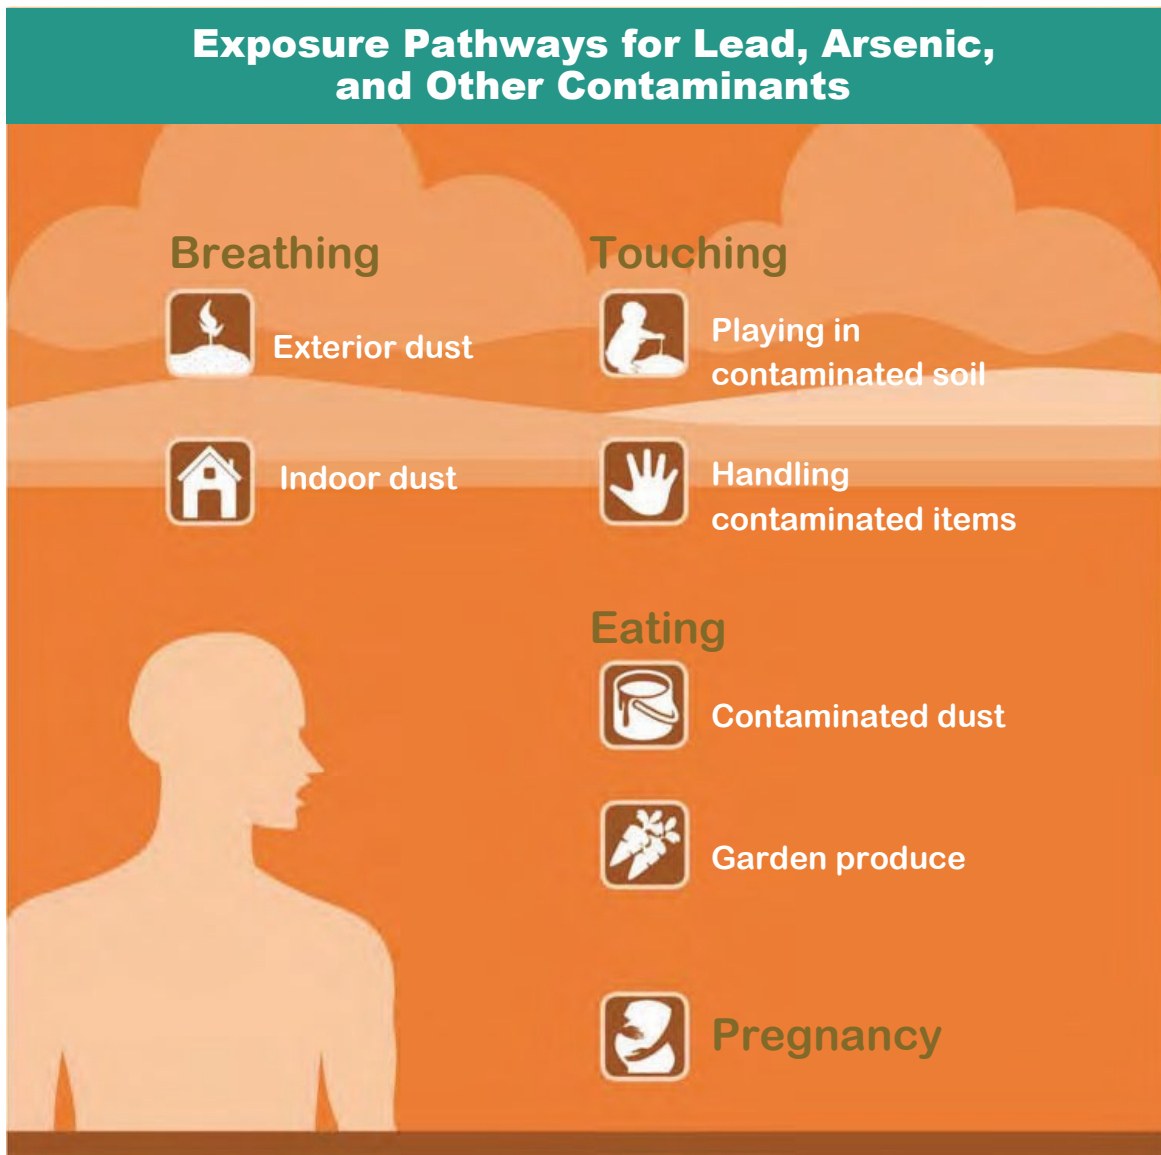 Exposure Pathways for Lead, Arsenic,
and Other Contaminants
Breathing
Exterior dust
Indoor dust
Touching
Playing in
contaminated soil
Handling
contaminated items
Eating
Contaminated dust
Garden produce
Pregnancy